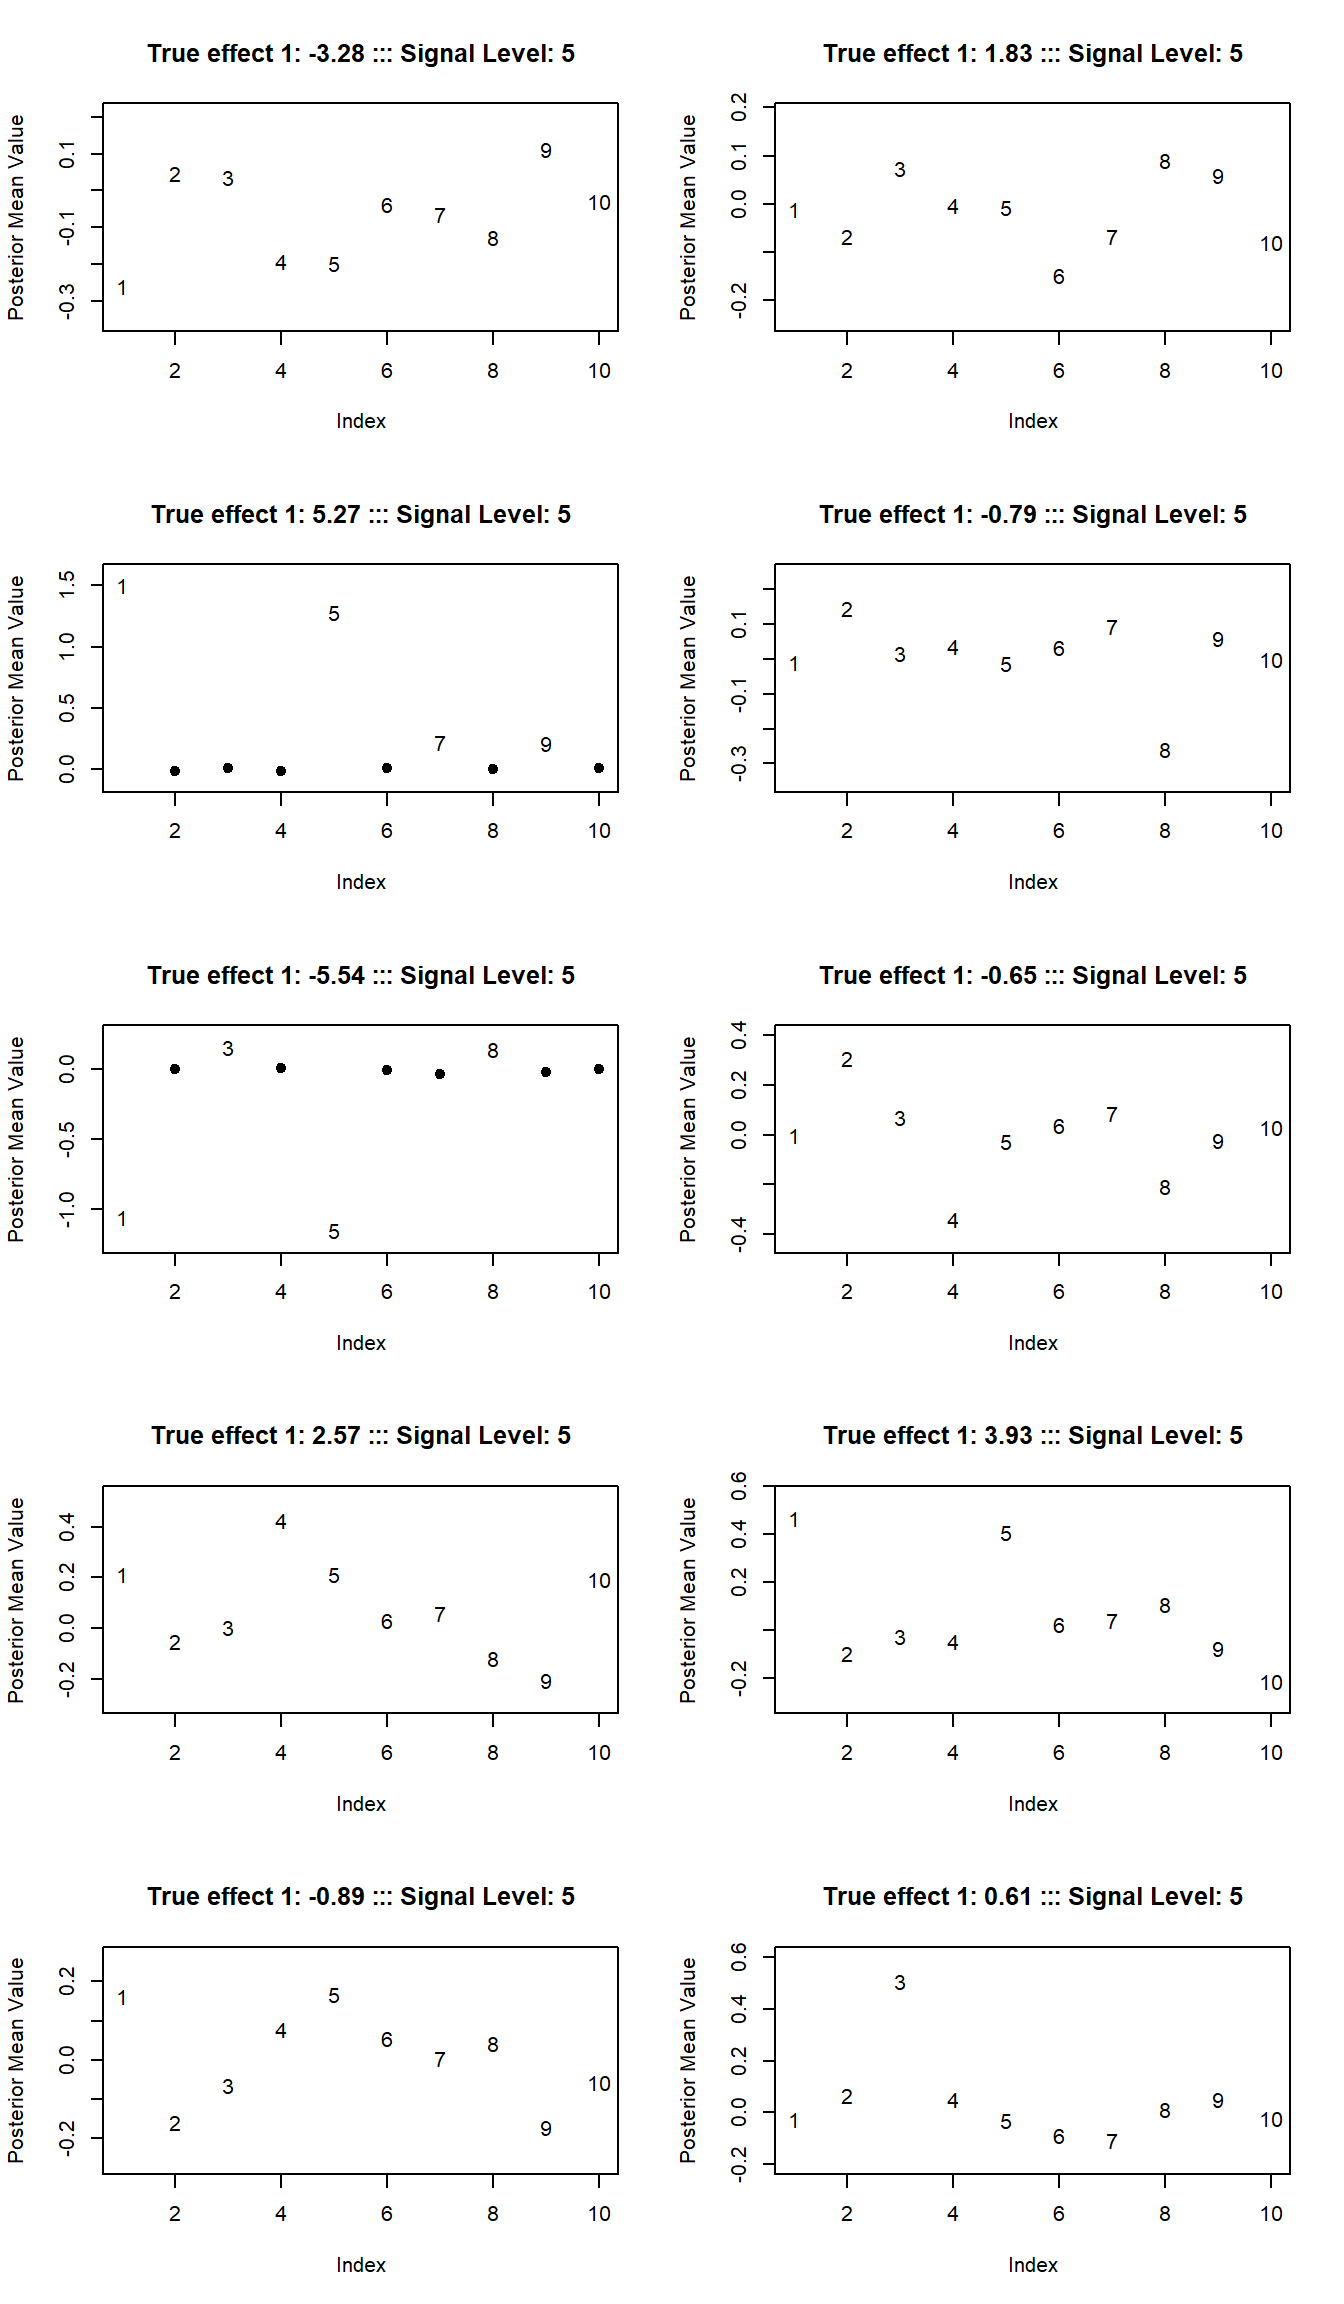 True effect 1: -3.28 ::: Signal Level: 5
Posterior Mean Value
0.1
-0.1
-0.3
1 2 3 4 5 6 7 8 9 10
2 4 6 8 10
Index
True effect 1: 1.83 ::: Signal Level: 5
Posterior Mean Value
0.2
0.1
0.0
-0.2
1 2 3 4 5 6 7 8 9 10
2 4 6 8 10
Index
True effect 1: 5.27 ::: Signal Level: 5
Posterior Mean Value
1.5
1.0
0.5
0.0
1 5 7 9
2 4 6 8 10
Index
True effect 1: -0.79 ::: Signal Level: 5
Posterior Mean Value
0.1
-0.1
-0.3
1 2 3 4 5 6 7 8 9 10
2 4 6 8 10
Index
True effect 1: -5.54 ::: Signal Level: 5
Posterior Mean Value
0.0
-0.5
-1.0
1 3 5 8
2 4 6 8 10
Index
True effect 1: -0.65 ::: Signal Level: 5
Posterior Mean Value
0.4
0.2
0.0
-0.4
1 2 3 4 5 6 7 8 9 10
2 4 6 8 10
Index
True effect 1: 2.57 ::: Signal Level: 5
Posterior Mean Value
0.4
0.2
0.0
-0.2
1 2 3 4 5 6 7 8 9 10
2 4 6 8 10
Index
True effect 1: 3.93 ::: Signal Level: 5
Posterior Mean Value
0.6
0.4
0.2
-0.2
1 2 3 4 5 6 7 8 9 10
2 4 6 8 10
Index
True effect 1: -0.89 ::: Signal Level: 5
Posterior Mean Value
0.2
0.0
-0.2
1 2 3 4 5 6 7 8 9 10
2 4 6 8 10
Index
True effect 1: 0.61 ::: Signal Level: 5
Posterior Mean Value
0.6
0.4
0.2
0.0
-0.2
1 2 3 4 5 6 7 8 9 10
2 4 6 8 10
Index